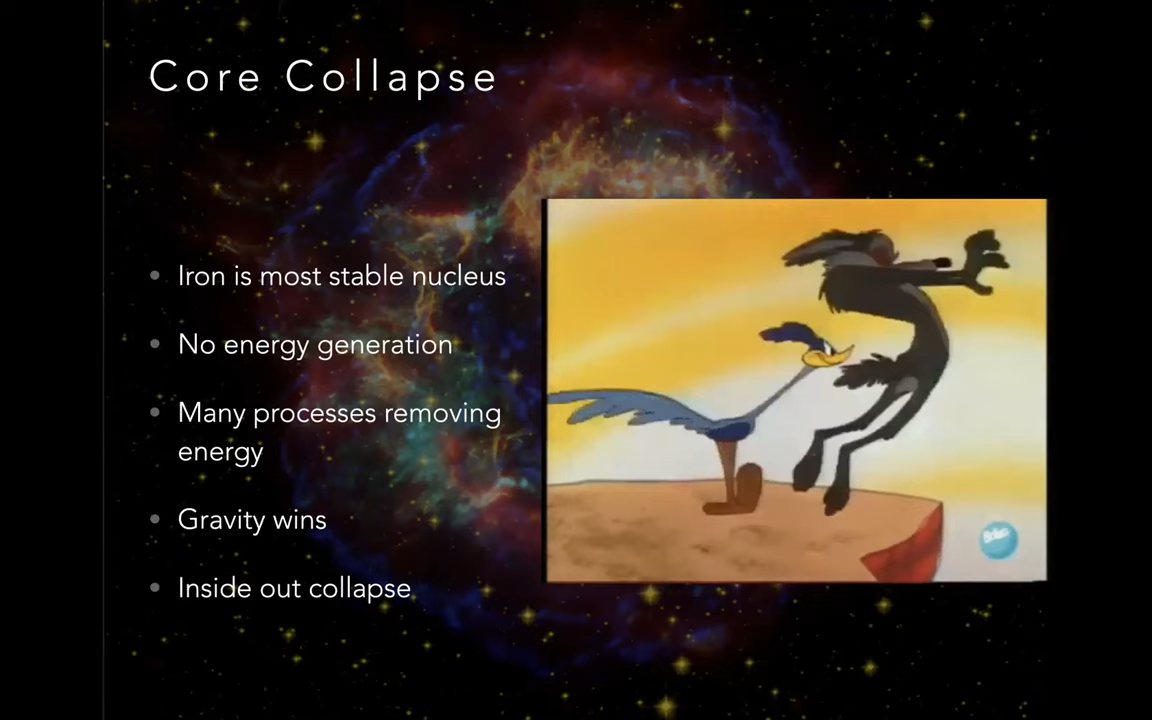 Core Collapse
Iron is most stable nucleus
No energy generation
Many processes removing
energy
Gravity wins
Inside out collapse